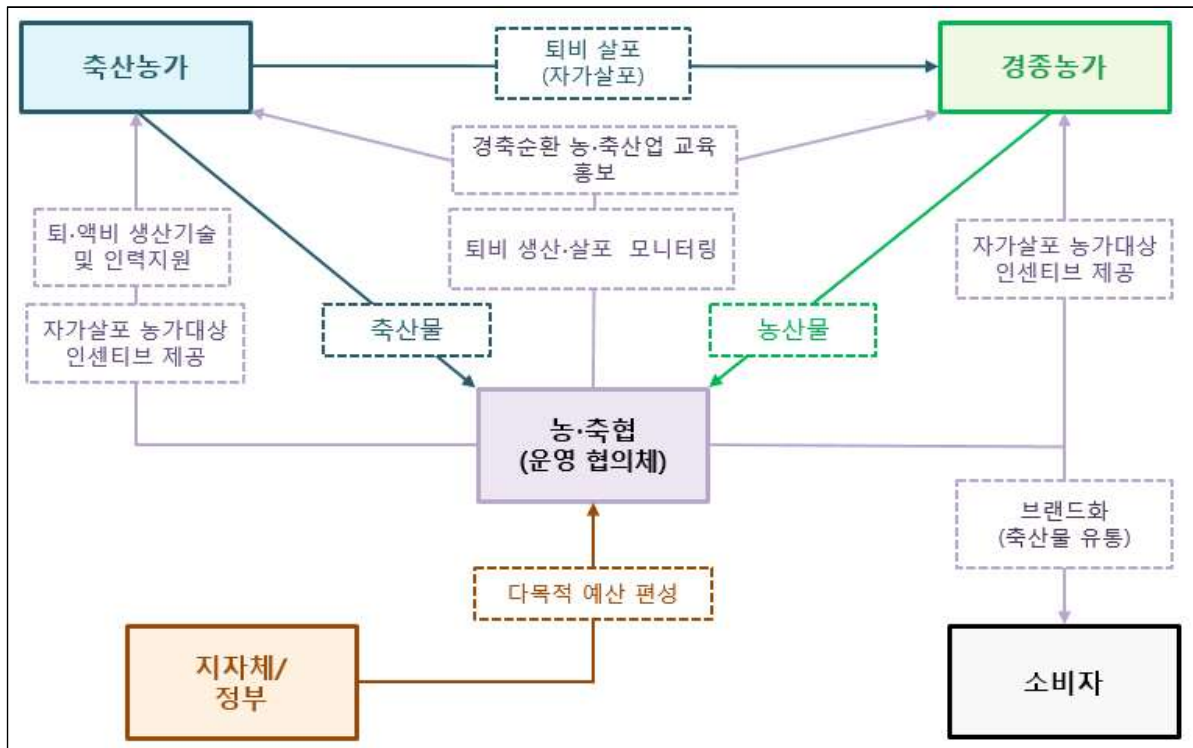 축산농가
퇴비 살포
(자가살포)
경종농가
경축순환 농·축산업 교육
홍보
퇴·액비 생산기술
및 인력지원
퇴비 생산·살포 모니터링
자가살포 농가대상
인센티브 제공
자가살포 농가대상
인센티브 제공
축산물
농산물
농·축협
(운영 협의체)
브랜드화
(축산물 유통)
다목적 예산 편성
지자체/
정부
소비자